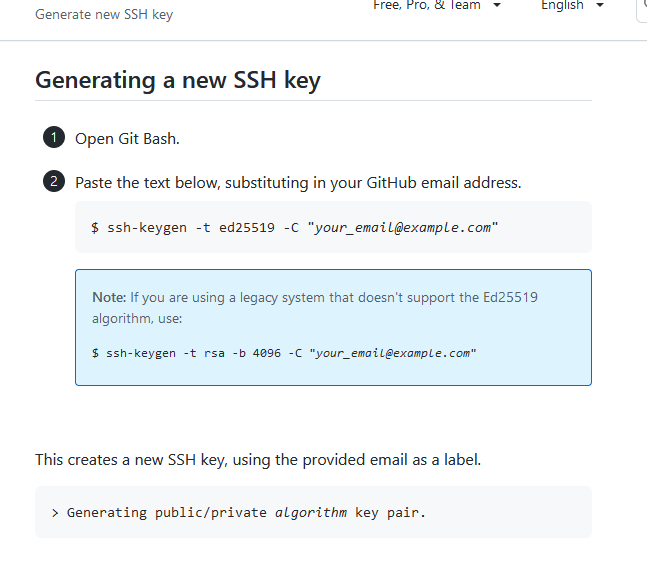 Generate new SSH key
Free, Pro, & Team
English
Generating a new SSH key
1 Open Git Bash.
2 Paste the text below, substituting in your GitHub email address.
$ ssh-keygen -t ed25519 -C "your_email@example.com"
Note: If you are using a legacy system that doesn't support the Ed25519
algorithm, use:
$ ssh-keygen -t rsa -b 4096 -C "your_email@example.com"
This creates a new SSH key, using the provided email as a label.
> Generating public/private algorithm key pair.